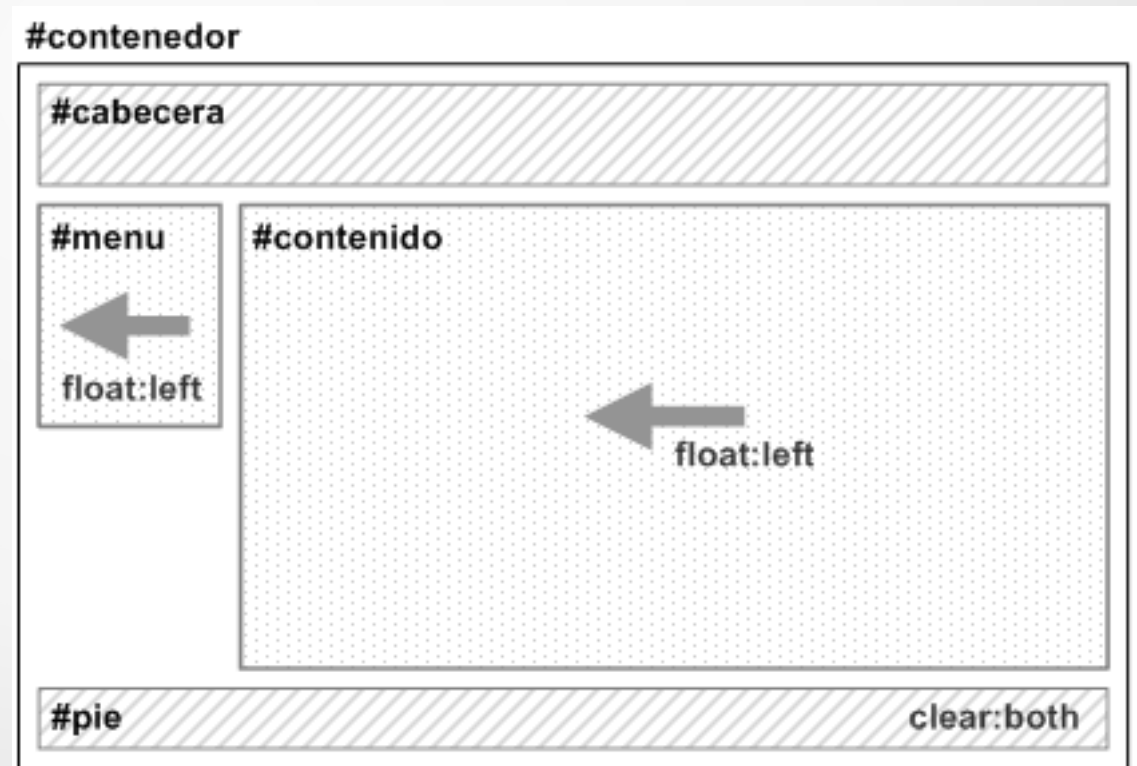 #contenedor
#cabecera
#menu
#contenido
float:left
float:left
#pie
clear:both